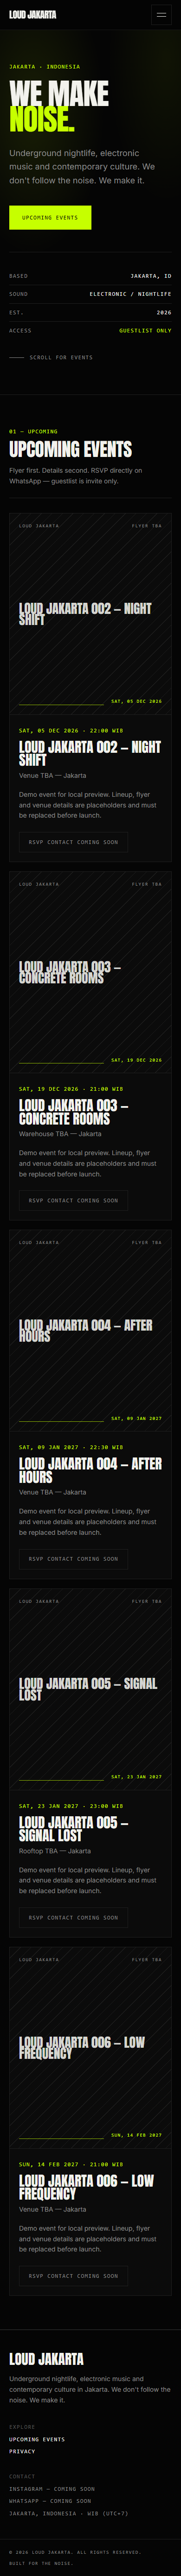 LOUD JAKARTA
JAKARTA · INDONESIA
WE MAKE
NOISE.
Underground nightlife, electronic
music and contemporary culture. We
don't follow the noise. We make it.
UPCOMING EVENTS
BASED JAKARTA, ID
SOUND ELECTRONIC / NIGHTLIFE
EST. 2026
ACCESS GUESTLIST ONLY
SCROLL FOR EVENTS
01 — UPCOMING
UPCOMING EVENTS
Flyer first. Details second. RSVP directly on
WhatsApp — guestlist is invite only.
LOUD JAKARTA FLYER TBA
LOUD JAKARTA 002 — NIGHT
SHIFT
SAT, 05 DEC 2026
SAT, 05 DEC 2026 · 22:00 WIB
LOUD JAKARTA 002 — NIGHT
SHIFT
Venue TBA — Jakarta
Demo event for local preview. Lineup, flyer
and venue details are placeholders and must
be replaced before launch.
RSVP CONTACT COMING SOON
LOUD JAKARTA FLYER TBA
LOUD JAKARTA 003 —
CONCRETE ROOMS
SAT, 19 DEC 2026
SAT, 19 DEC 2026 · 21:00 WIB
LOUD JAKARTA 003 —
CONCRETE ROOMS
Warehouse TBA — Jakarta
Demo event for local preview. Lineup, flyer
and venue details are placeholders and must
be replaced before launch.
RSVP CONTACT COMING SOON
LOUD JAKARTA FLYER TBA
LOUD JAKARTA 004 — AFTER
HOURS
SAT, 09 JAN 2027
SAT, 09 JAN 2027 · 22:30 WIB
LOUD JAKARTA 004 — AFTER
HOURS
Venue TBA — Jakarta
Demo event for local preview. Lineup, flyer
and venue details are placeholders and must
be replaced before launch.
RSVP CONTACT COMING SOON
LOUD JAKARTA FLYER TBA
LOUD JAKARTA 005 — SIGNAL
LOST
SAT, 23 JAN 2027
SAT, 23 JAN 2027 · 23:00 WIB
LOUD JAKARTA 005 —
SIGNAL LOST
Rooftop TBA — Jakarta
Demo event for local preview. Lineup, flyer
and venue details are placeholders and must
be replaced before launch.
RSVP CONTACT COMING SOON
LOUD JAKARTA FLYER TBA
LOUD JAKARTA 006 — LOW
FREQUENCY
SUN, 14 FEB 2027
SUN, 14 FEB 2027 · 21:00 WIB
LOUD JAKARTA 006 — LOW
FREQUENCY
Venue TBA — Jakarta
Demo event for local preview. Lineup, flyer
and venue details are placeholders and must
be replaced before launch.
RSVP CONTACT COMING SOON
LOUD JAKARTA
Underground nightlife, electronic music and
contemporary culture in Jakarta. We don't follow the
noise. We make it.
EXPLORE
UPCOMING EVENTS
PRIVACY
CONTACT
INSTAGRAM — COMING SOON
WHATSAPP — COMING SOON
JAKARTA, INDONESIA · WIB (UTC+7)
© 2026 LOUD JAKARTA. ALL RIGHTS RESERVED.
BUILT FOR THE NOISE.